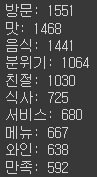 방문: 1551
맛: 1468
음식: 1441
분위기: 1064
친절: 1030
식사: 725
서비스: 680
메뉴: 667
와인: 638
만족: 592